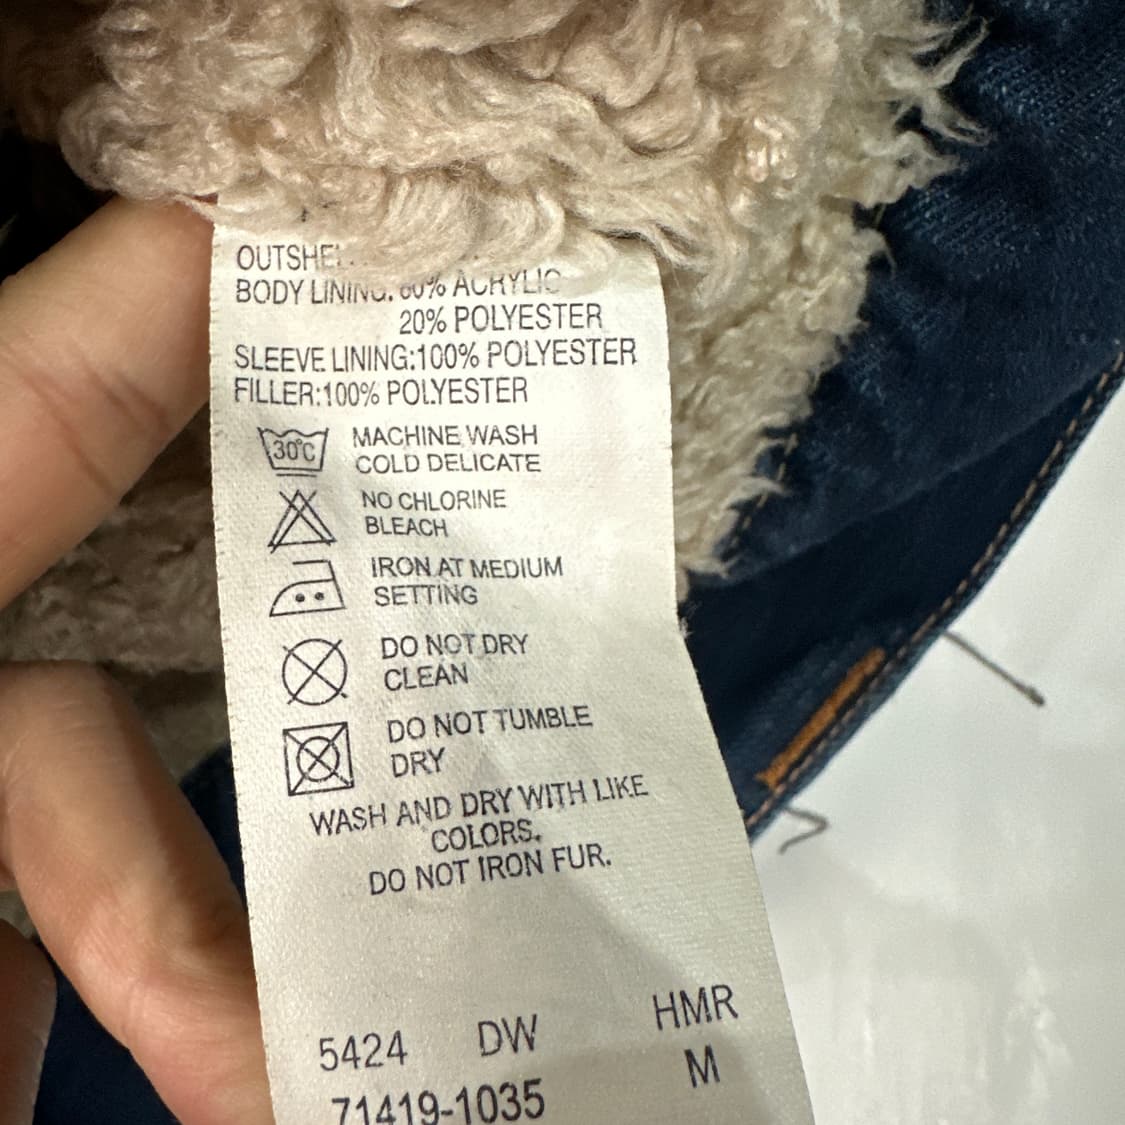 BODY LINING: 80% ACRYLIC
20% POLYESTER
SLEEVE LINING:100% POLYESTER
FILLER:100% POLYESTER
30°C MACHINE WASH
COLD DELICATE
NO CHLORINE
BLEACH
IRON AT MEDIUM
SETTING
DO NOT DRY
CLEAN
DO NOT TUMBLE
DRY
WASH AND DRY WITH LIKE
COLORS.
DO NOT IRON FUR.
5424 DW HMR
71419-1035 M